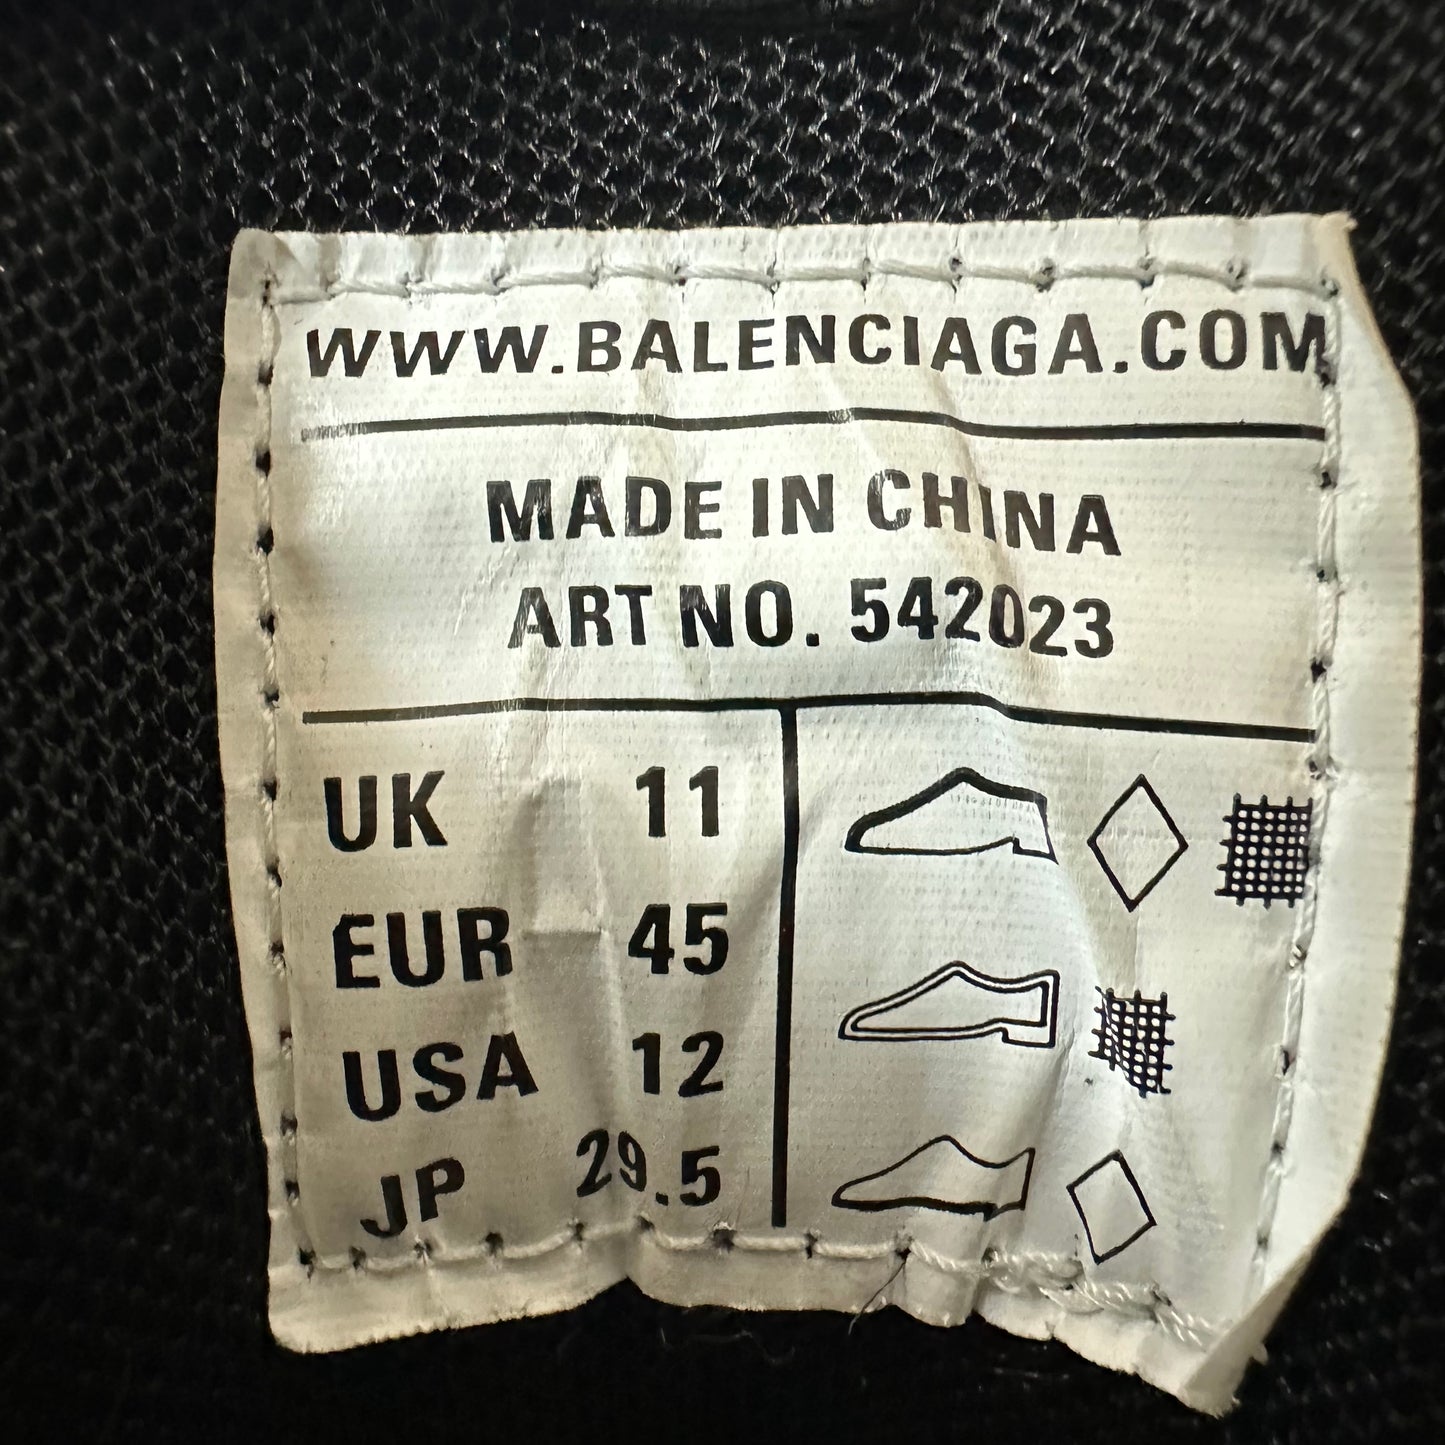 WWW.BALENCIAGA.COM
MADE IN CHINA
ART NO. 542023
UK 11
EUR 45
USA 12
JP 29.5